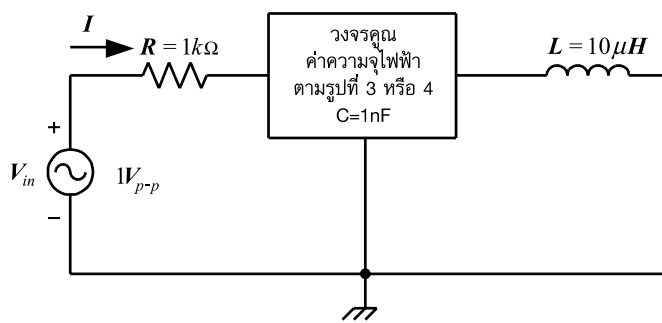 I
R = 1kΩ
วงจรคูณ
ค่าความจุไฟฟ้า
ตามรูปที่ 3 หรือ 4
C=1nF
L = 10μH
+
V_in
1V_p-p
−